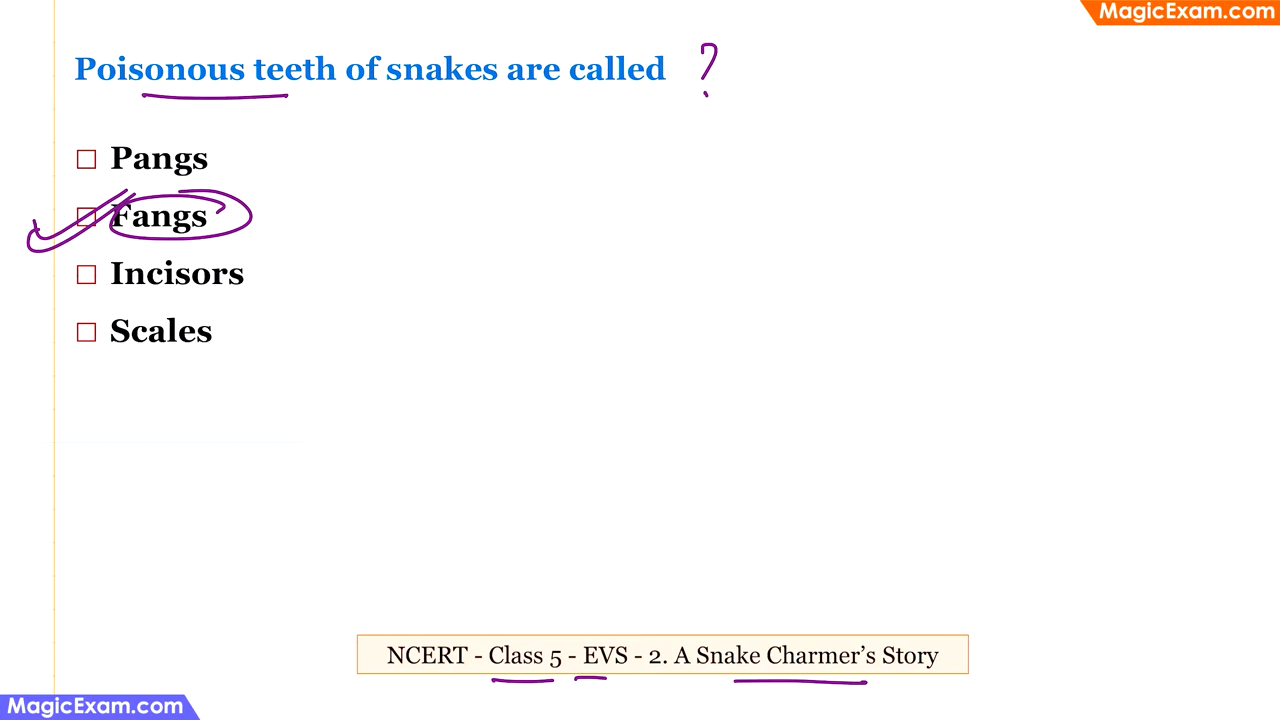 MagicExam.com
Poisonous teeth of snakes are called ?
Pangs
Fangs
Incisors
Scales
NCERT - Class 5 - EVS - 2. A Snake Charmer’s Story
MagicExam.com